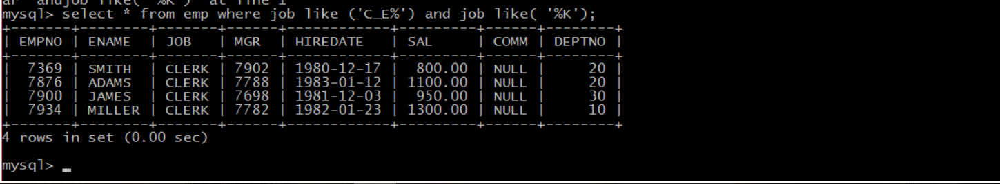 ar  andjob like( '%K')' at line 1
mysql> select * from emp where job like ('C_E%') and job like( '%K');
+-------+--------+-------+------+------------+---------+------+--------+
| EMPNO | ENAME  | JOB   | MGR  | HIREDATE   | SAL     | COMM | DEPTNO |
+-------+--------+-------+------+------------+---------+------+--------+
|  7369 | SMITH  | CLERK | 7902 | 1980-12-17 |  800.00 | NULL |     20 |
|  7876 | ADAMS  | CLERK | 7788 | 1983-01-12 | 1100.00 | NULL |     20 |
|  7900 | JAMES  | CLERK | 7698 | 1981-12-03 |  950.00 | NULL |     30 |
|  7934 | MILLER | CLERK | 7782 | 1982-01-23 | 1300.00 | NULL |     10 |
+-------+--------+-------+------+------------+---------+------+--------+
4 rows in set (0.00 sec)
mysql> _